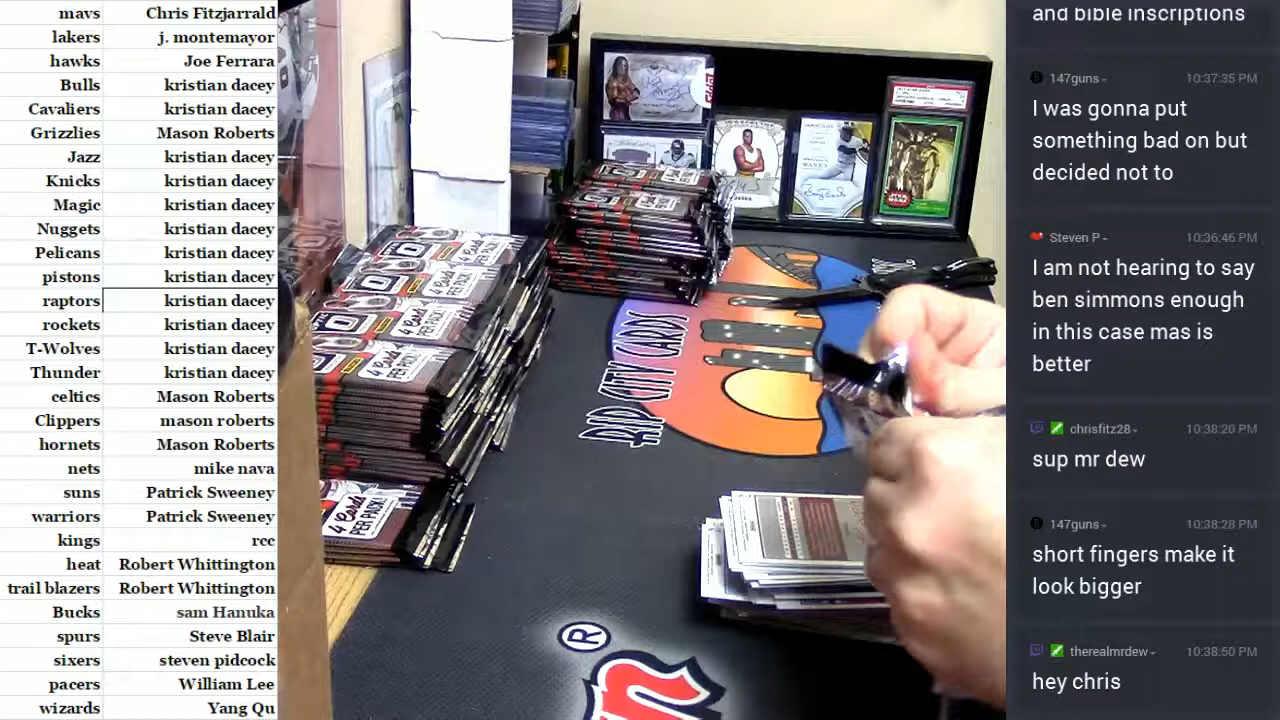 mavs Chris Fitzjarrald
lakers j. montemayor
hawks Joe Ferrara
Bulls kristian dacey
Cavaliers kristian dacey
Grizzlies Mason Roberts
Jazz kristian dacey
Knicks kristian dacey
Magic kristian dacey
Nuggets kristian dacey
Pelicans kristian dacey
pistons kristian dacey
raptors kristian dacey
rockets kristian dacey
T-Wolves kristian dacey
Thunder kristian dacey
celtics Mason Roberts
Clippers mason roberts
hornets Mason Roberts
nets mike nava
suns Patrick Sweeney
warriors Patrick Sweeney
kings rcc
heat Robert Whittington
trail blazers Robert Whittington
Bucks sam Hanuka
spurs Steve Blair
sixers steven pidcock
pacers William Lee
wizards Yang Qu
4 Cards
PER PACK!
RIP CITY CARDS
STAR WARS
®
and bible inscriptions
147guns- 10:37:35 PM
I was gonna put
something bad on but
decided not to
Steven P- 10:36:46 PM
I am not hearing to say
ben simmons enough
in this case mas is
better
chrisfitz28- 10:38:20 PM
sup mr dew
147guns- 10:38:28 PM
short fingers make it
look bigger
therealmrdew- 10:38:50 PM
hey chris